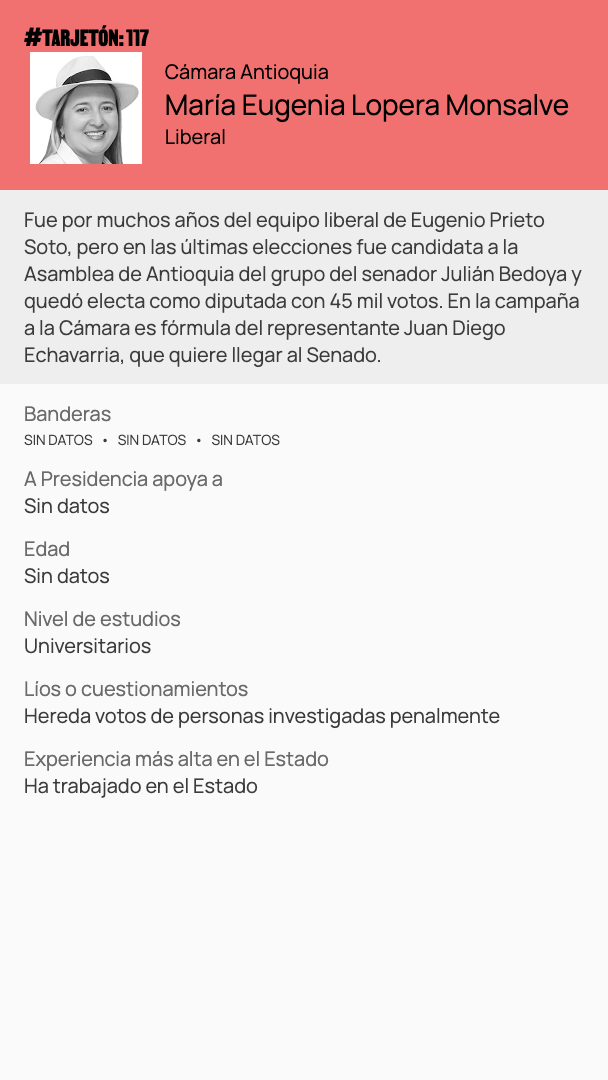 #TARJETÓN: 117
Cámara Antioquia
María Eugenia Lopera Monsalve
Liberal
Fue por muchos años del equipo liberal de Eugenio Prieto
Soto, pero en las últimas elecciones fue candidata a la
Asamblea de Antioquia del grupo del senador Julián Bedoya y
quedó electa como diputada con 45 mil votos. En la campaña
a la Cámara es fórmula del representante Juan Diego
Echavarria, que quiere llegar al Senado.
Banderas
SIN DATOS • SIN DATOS • SIN DATOS
A Presidencia apoya a
Sin datos
Edad
Sin datos
Nivel de estudios
Universitarios
Líos o cuestionamientos
Hereda votos de personas investigadas penalmente
Experiencia más alta en el Estado
Ha trabajado en el Estado